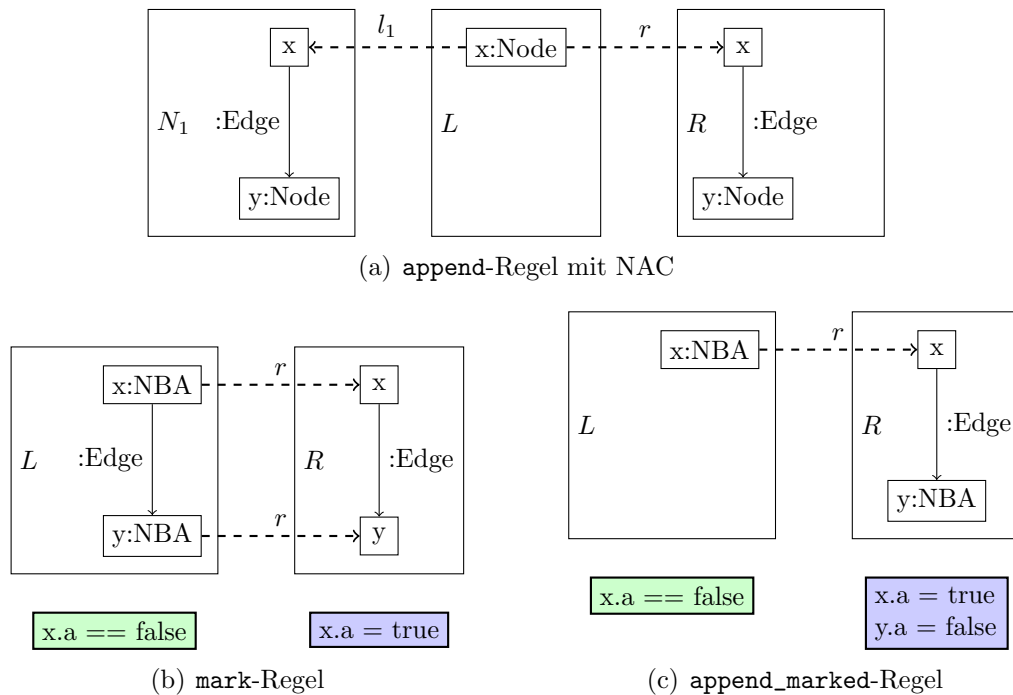 l₁
r
x
x:Node
x
N₁
:Edge
L
R
:Edge
y:Node
y:Node
(a) append-Regel mit NAC
x:NBA
r
x
L
:Edge
R
:Edge
y:NBA
r
y
x.a == false
x.a = true
(b) mark-Regel
x:NBA
r
x
L
R
:Edge
y:NBA
x.a == false
x.a = true
y.a = false
(c) append_marked-Regel